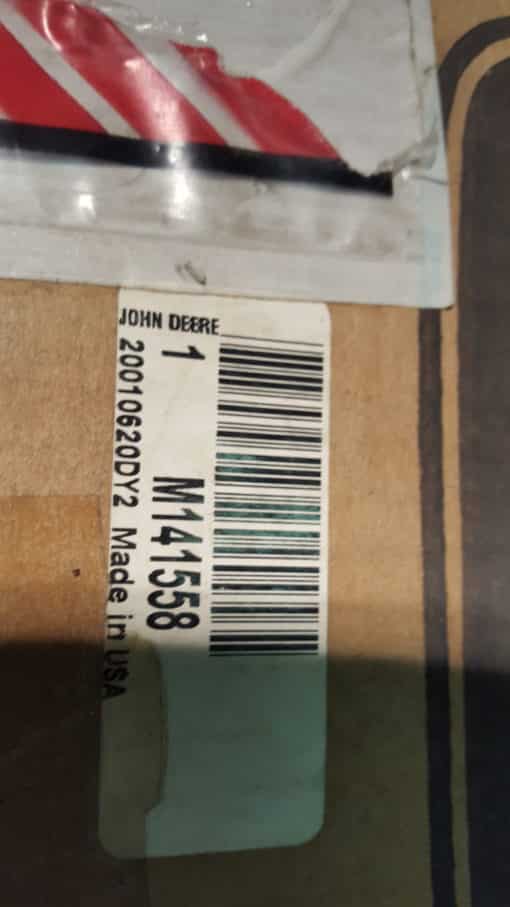 JOHN DEERE
1 M141558
20010620DY2 Made in USA